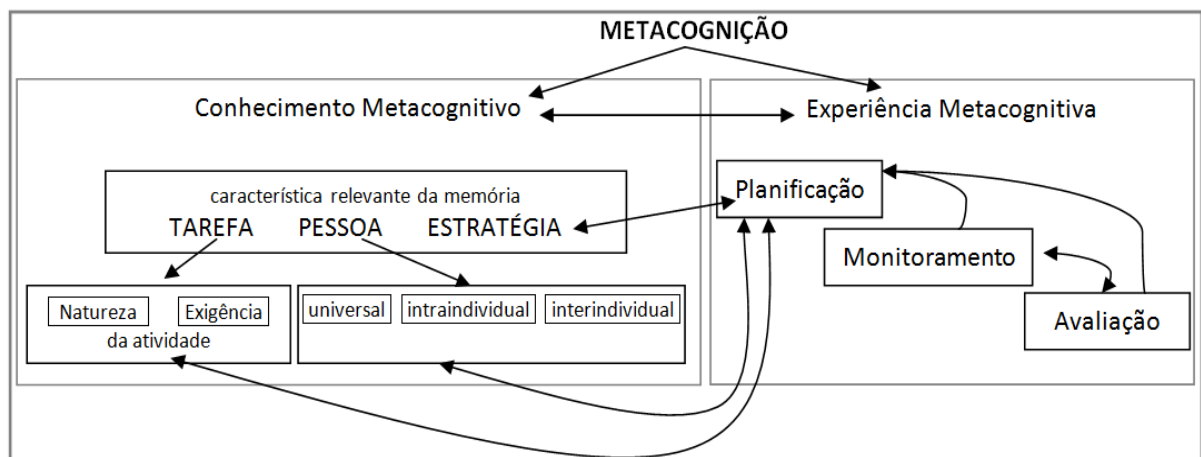 METACOGNIÇÃO
Conhecimento Metacognitivo
característica relevante da memória
TAREFA PESSOA ESTRATÉGIA
Natureza Exigência
da atividade
universal intraindividual interindividual
Experiência Metacognitiva
Planificação
Monitoramento
Avaliação